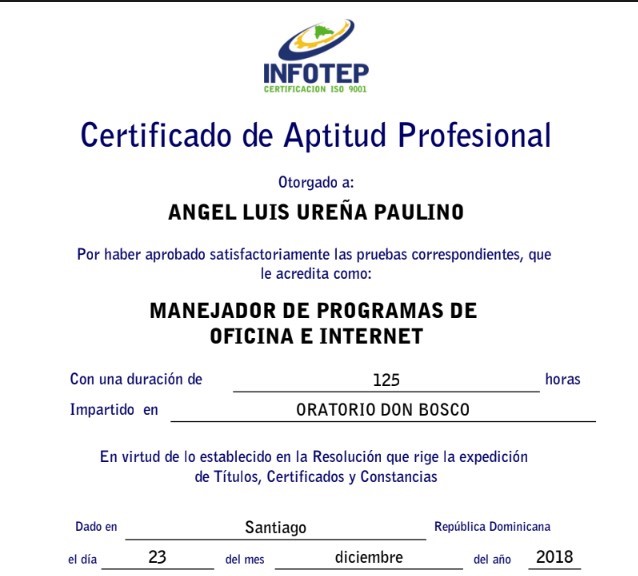 INFOTEP
CERTIFICACION ISO 9001
Certificado de Aptitud Profesional
Otorgado a:
ANGEL LUIS UREÑA PAULINO
Por haber aprobado satisfactoriamente las pruebas correspondientes, que
le acredita como:
MANEJADOR DE PROGRAMAS DE
OFICINA E INTERNET
Con una duración de 125 horas
Impartido en ORATORIO DON BOSCO
En virtud de lo establecido en la Resolución que rige la expedición
de Títulos, Certificados y Constancias
Dado en Santiago República Dominicana
el día 23 del mes diciembre del año 2018